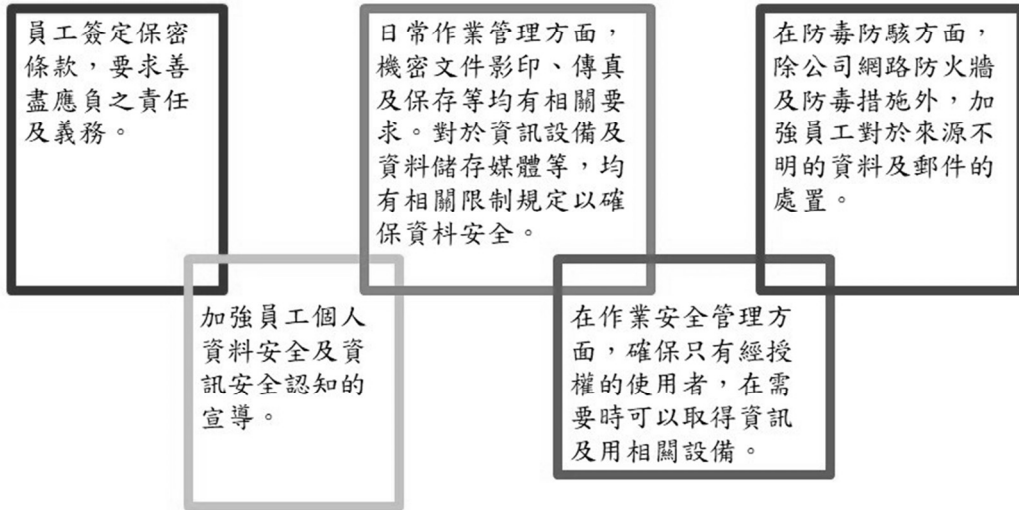 員工簽定保密
條款，要求善
盡應負之責任
及義務。
加強員工個人
資料安全及資
訊安全認知的
宣導。
日常作業管理方面，
機密文件影印、傳真
及保存等均有相關要
求。對於資訊設備及
資料儲存媒體等，均
有相關限制規定以確
保資料安全。
在作業安全管理方
面，確保只有經授
權的使用者，在需
要時可以取得資訊
及用相關設備。
在防毒防駭方面，
除公司網路防火牆
及防毒措施外，加
強員工對於來源不
明的資料及郵件的
處置。